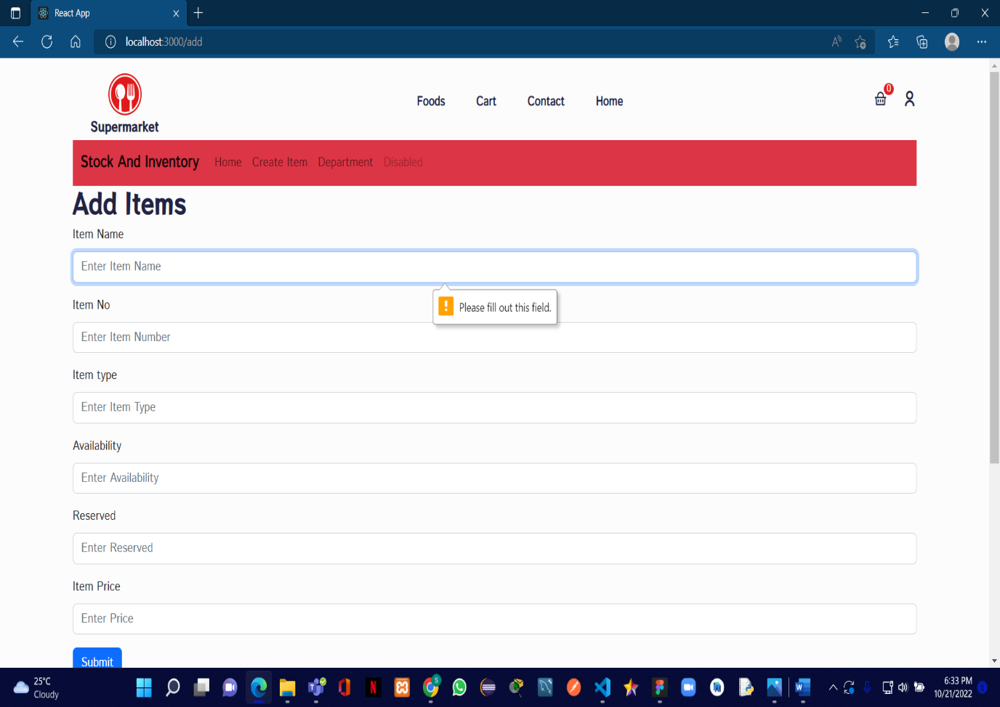 React App
localhost:3000/add
Supermarket
Foods Cart Contact Home
0
Stock And Inventory Home Create Item Department Disabled
Add Items
Item Name
Enter Item Name
Please fill out this field.
Item No
Enter Item Number
Item type
Enter Item Type
Availability
Enter Availability
Reserved
Enter Reserved
Item Price
Enter Price
Submit
25°C
Cloudy
6:33 PM
10/21/2022